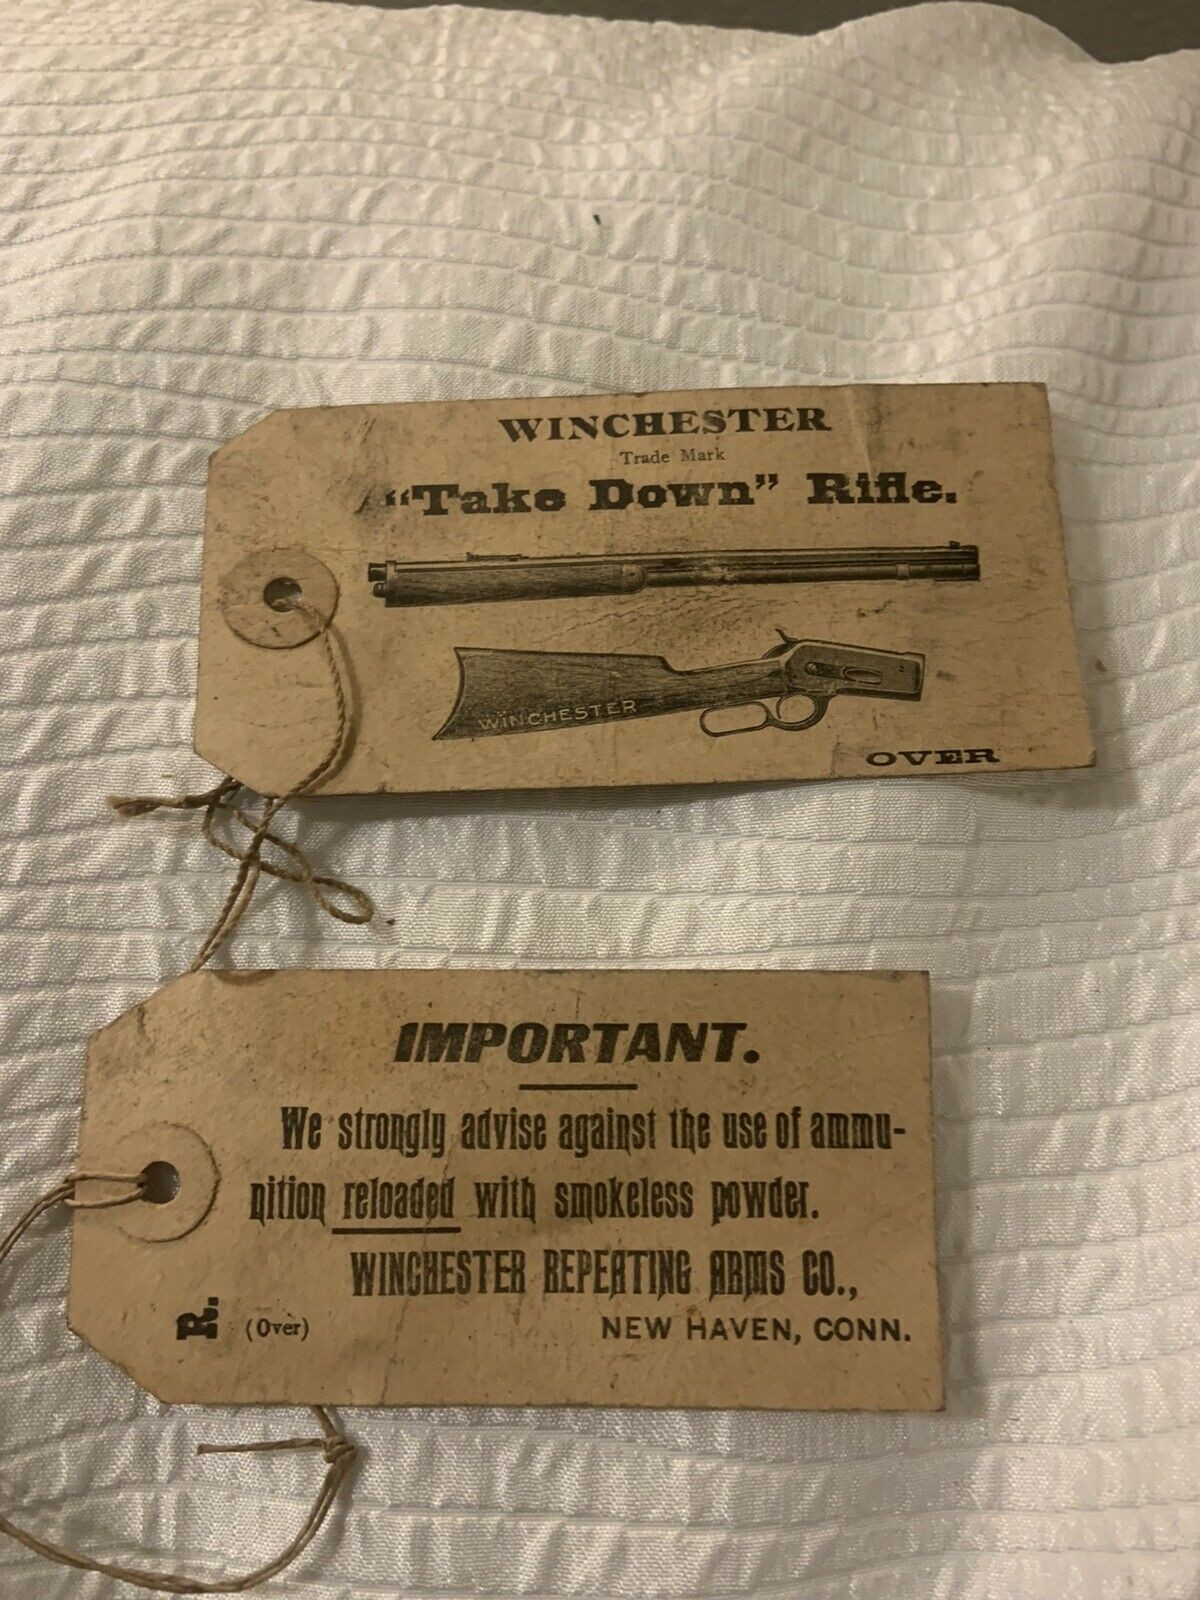 WINCHESTER
Trade Mark
"Take Down" Rifle.
WINCHESTER
OVER
IMPORTANT.
We strongly advise against the use of ammu-
nition reloaded with smokeless powder.
WINCHESTER REPEATING ARMS CO.,
R. (Over) NEW HAVEN, CONN.